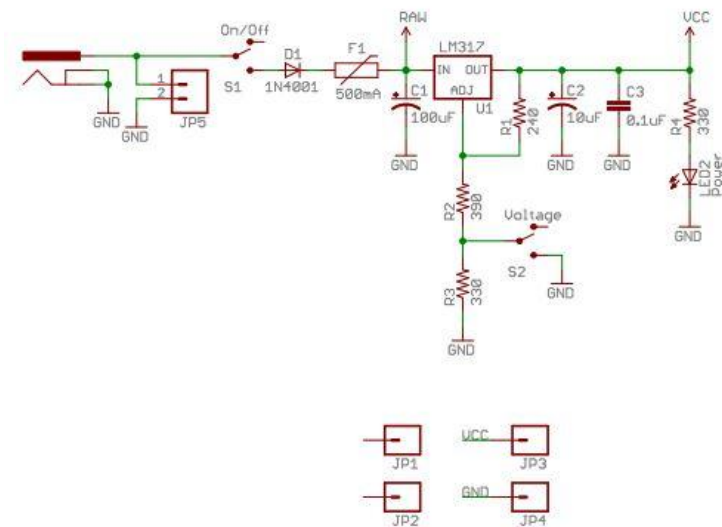 On/Off
S1
D1
1N4001
F1
500mA
RAW
LM317
IN OUT
ADJ
U1
C1
100uF
GND
R1
240
C2
10uF
GND
C3
0.1uF
GND
VCC
R4
330
LED2
power
GND
1
2
JP5
GND
GND
R2
390
Voltage
S2
GND
R3
330
GND
JP1
VCC
JP3
JP2
GND
JP4